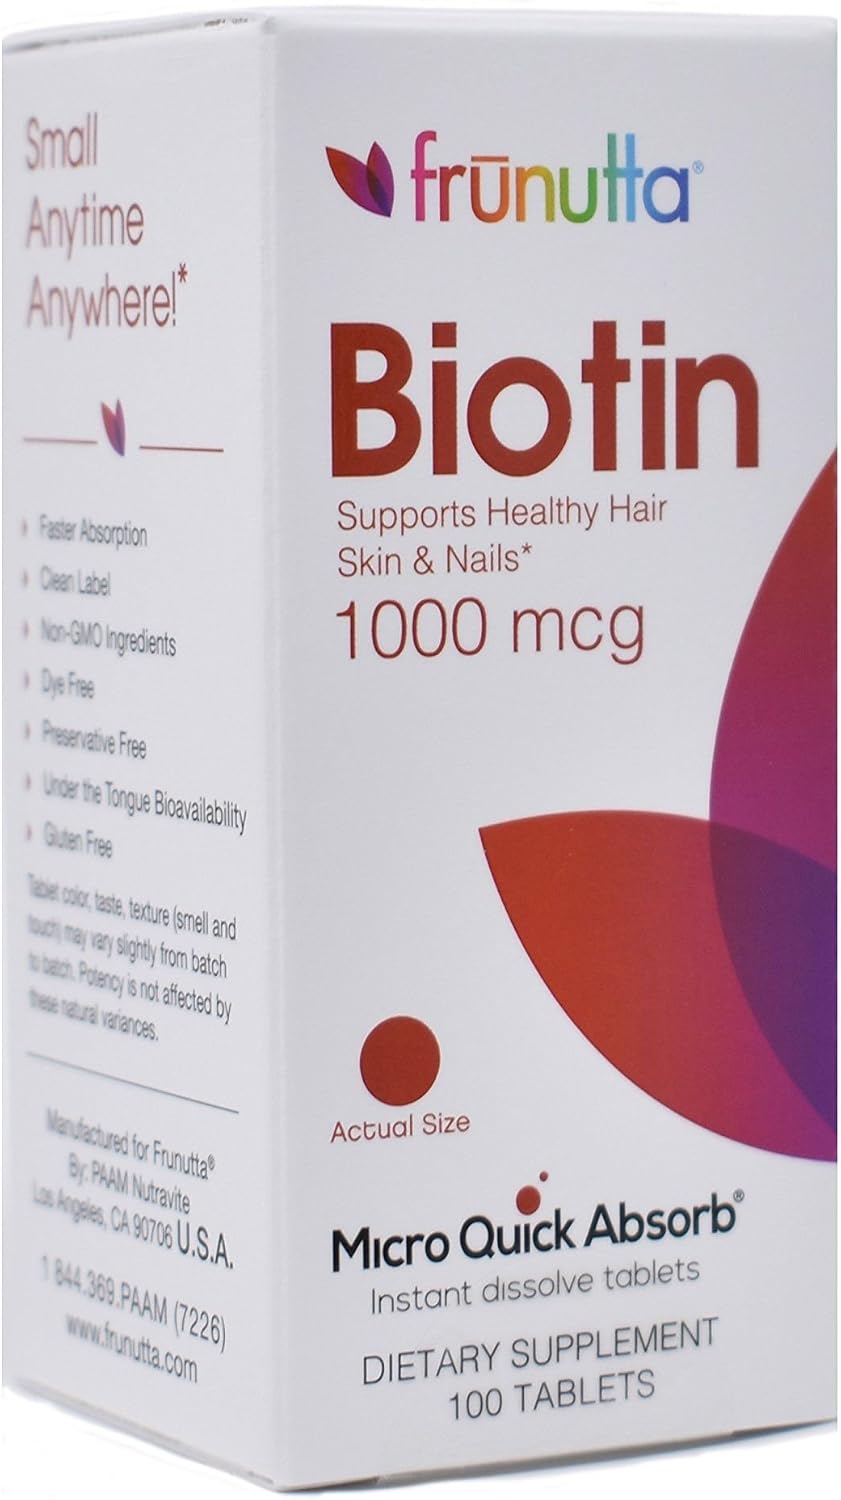 Small
Anytime
Anywhere!*
Faster Absorption
Clean Label
Non-GMO Ingredients
Dye Free
Preservative Free
Under the Tongue Bioavailability
Gluten Free
Tablet color, taste, texture (smell and
touch) may vary slightly from batch
to batch. Potency is not affected by
these natural variances.
Manufactured for Frunutta®
By: PAAM Nutravite
Los Angeles, CA 90706 U.S.A.
1 844.369.PAAM (7226)
www.frunutta.com
frūnutta®
Biotin
Supports Healthy Hair
Skin & Nails*
1000 mcg
Actual Size
Micro Quick Absorb®
Instant dissolve tablets
DIETARY SUPPLEMENT
100 TABLETS